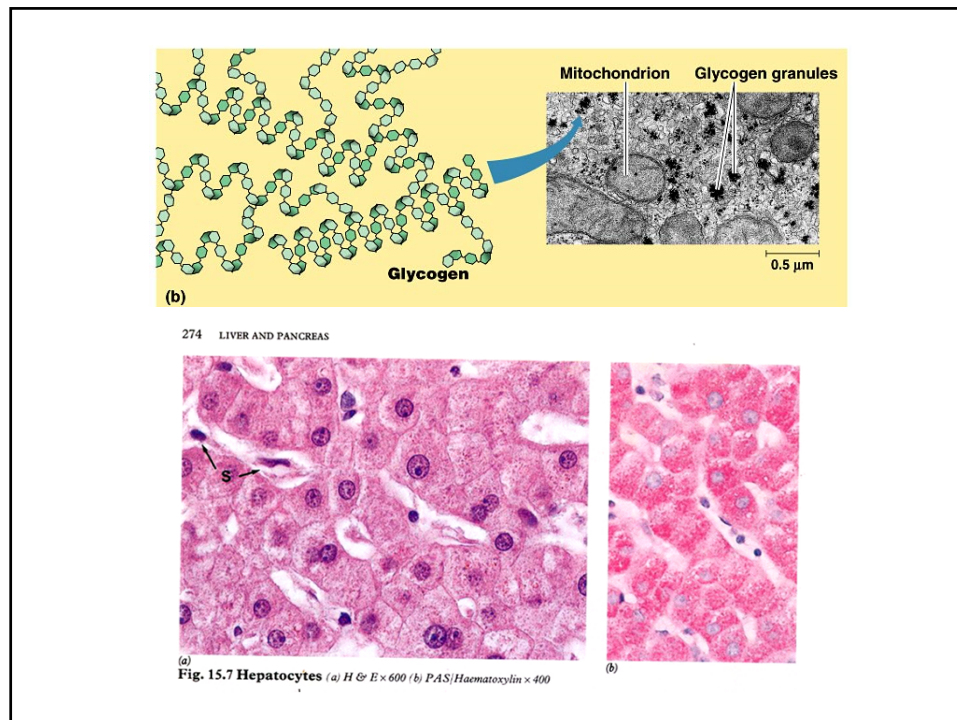 Mitochondrion Glycogen granules
0.5 µm
Glycogen
(b)
274 LIVER AND PANCREAS
S
(a)
(b)
Fig. 15.7 Hepatocytes (a) H & E × 600 (b) PAS/Haematoxylin × 400